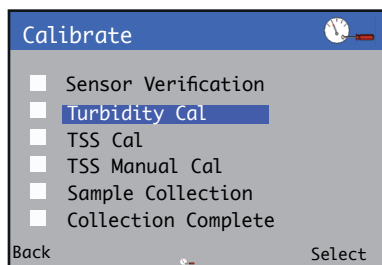 Calibrate
Sensor Verification
Turbidity Cal
TSS Cal
TSS Manual Cal
Sample Collection
Collection Complete
Back Select